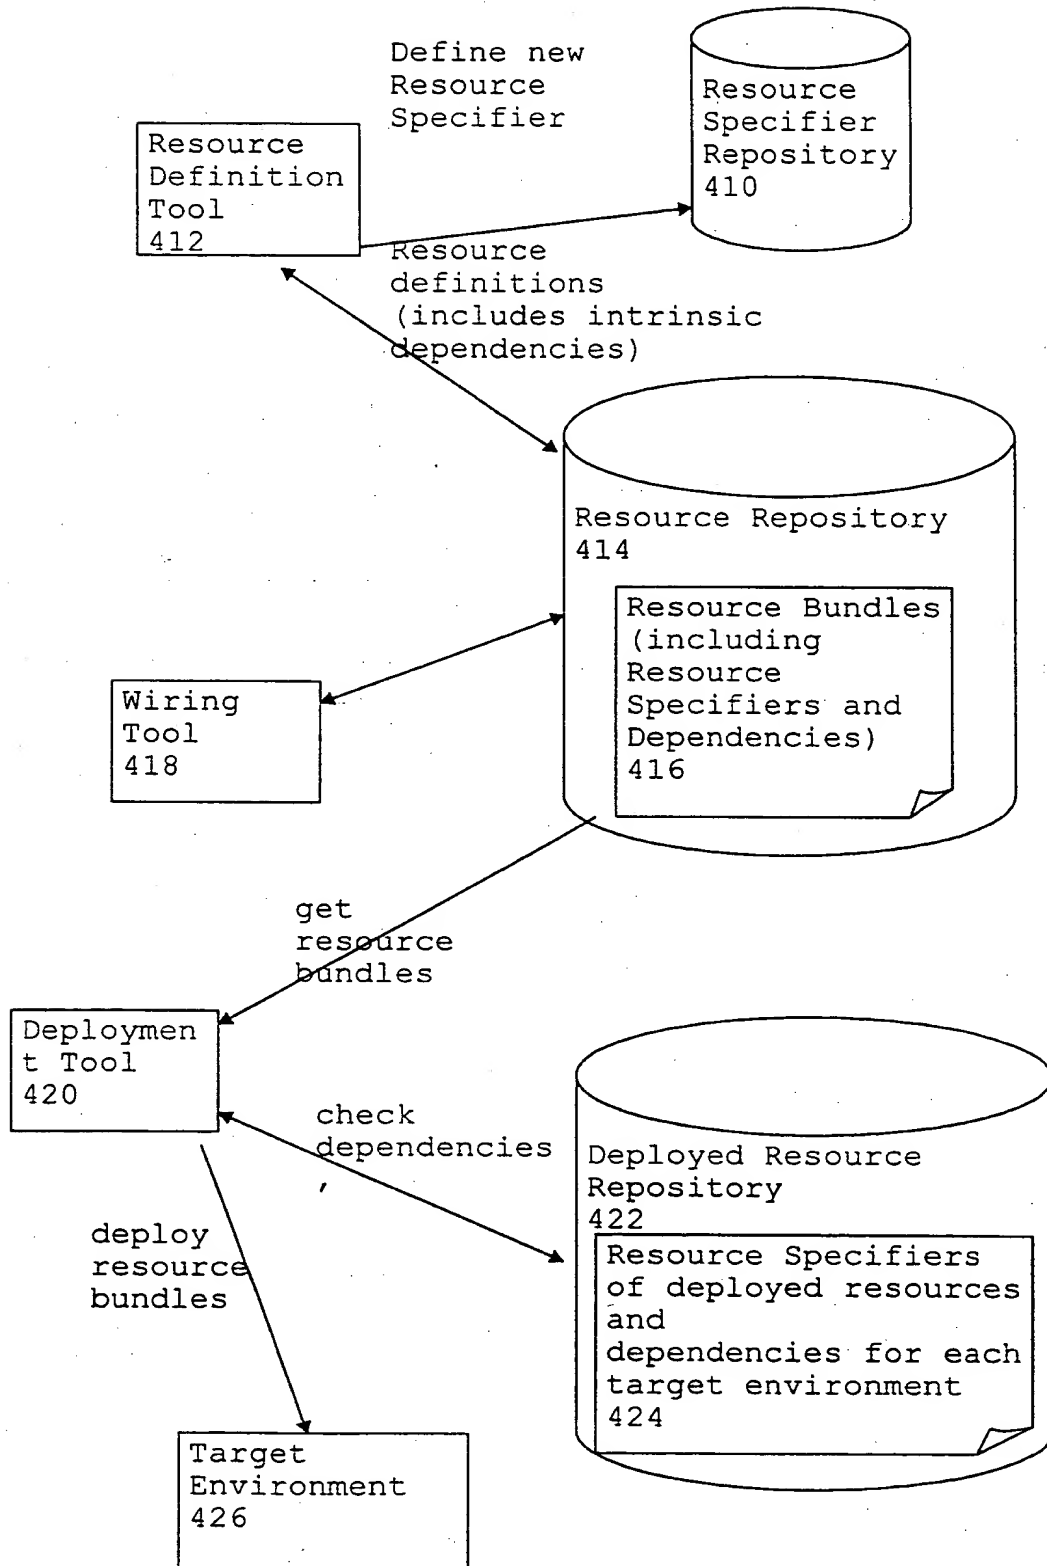 Define new
Resource
Specifier
Resource
Specifier
Repository
410
Resource
Definition
Tool
412
Resource
definitions
(includes intrinsic
dependencies)
Resource Repository
414
Resource Bundles
(including
Resource
Specifiers and
Dependencies)
416
Wiring
Tool
418
get
resource
bundles
Deploymen
t Tool
420
check
dependencies
,
Deployed Resource
Repository
422
Resource Specifiers
of deployed resources
and
dependencies for each
target environment
424
deploy
resource
bundles
Target
Environment
426